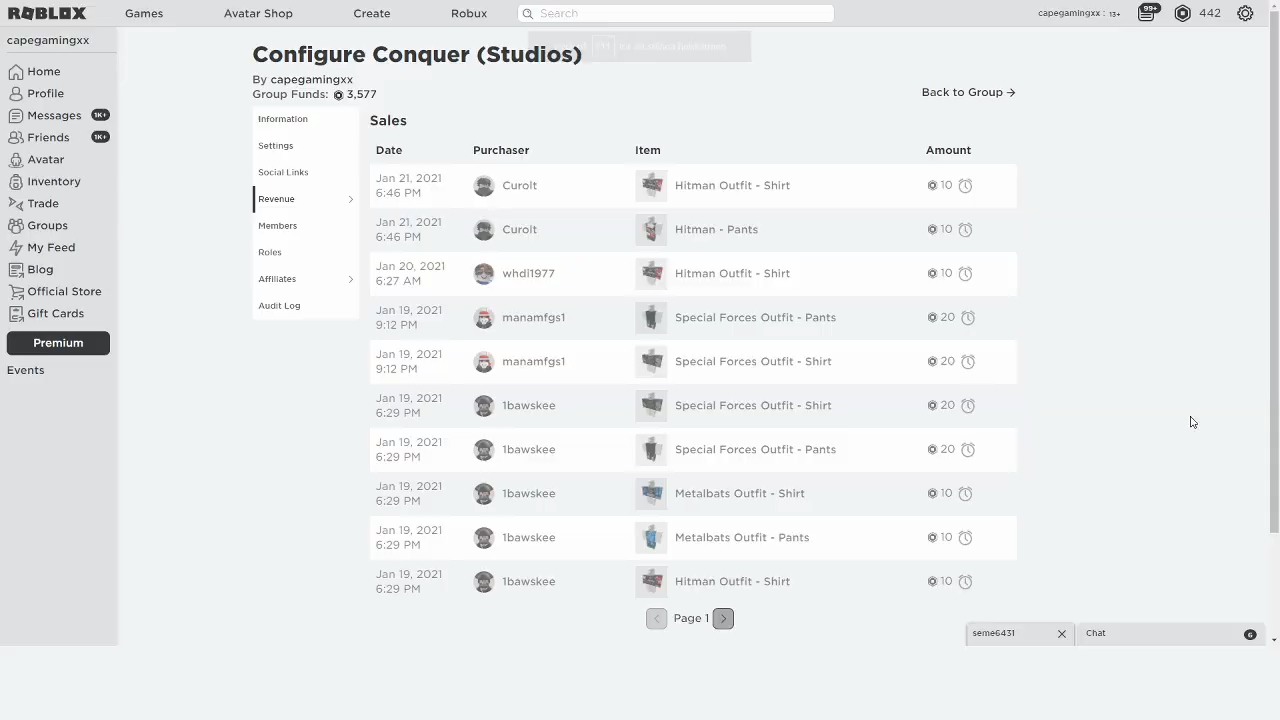 ROBLOX Games Avatar Shop Create Robux Search capegamingxx : 13+ 99+ 442
capegamingxx
Home
Profile
Messages 1K+
Friends 1K+
Avatar
Inventory
Trade
Groups
My Feed
Blog
Official Store
Gift Cards
Premium
Events
Configure Conquer (Studios)
By capegamingxx
Group Funds: 3,577
Back to Group →
Information
Settings
Social Links
Revenue
Members
Roles
Affiliates
Audit Log
Sales
Date Purchaser Item Amount
Jan 21, 2021
6:46 PM
Curolt Hitman Outfit - Shirt 10
Jan 21, 2021
6:46 PM
Curolt Hitman - Pants 10
Jan 20, 2021
6:27 AM
whdi1977 Hitman Outfit - Shirt 10
Jan 19, 2021
9:12 PM
manamfgs1 Special Forces Outfit - Pants 20
Jan 19, 2021
9:12 PM
manamfgs1 Special Forces Outfit - Shirt 20
Jan 19, 2021
6:29 PM
1bawskee Special Forces Outfit - Shirt 20
Jan 19, 2021
6:29 PM
1bawskee Special Forces Outfit - Pants 20
Jan 19, 2021
6:29 PM
1bawskee Metalbats Outfit - Shirt 10
Jan 19, 2021
6:29 PM
1bawskee Metalbats Outfit - Pants 10
Jan 19, 2021
6:29 PM
1bawskee Hitman Outfit - Shirt 10
Page 1
seme6431
Chat 6